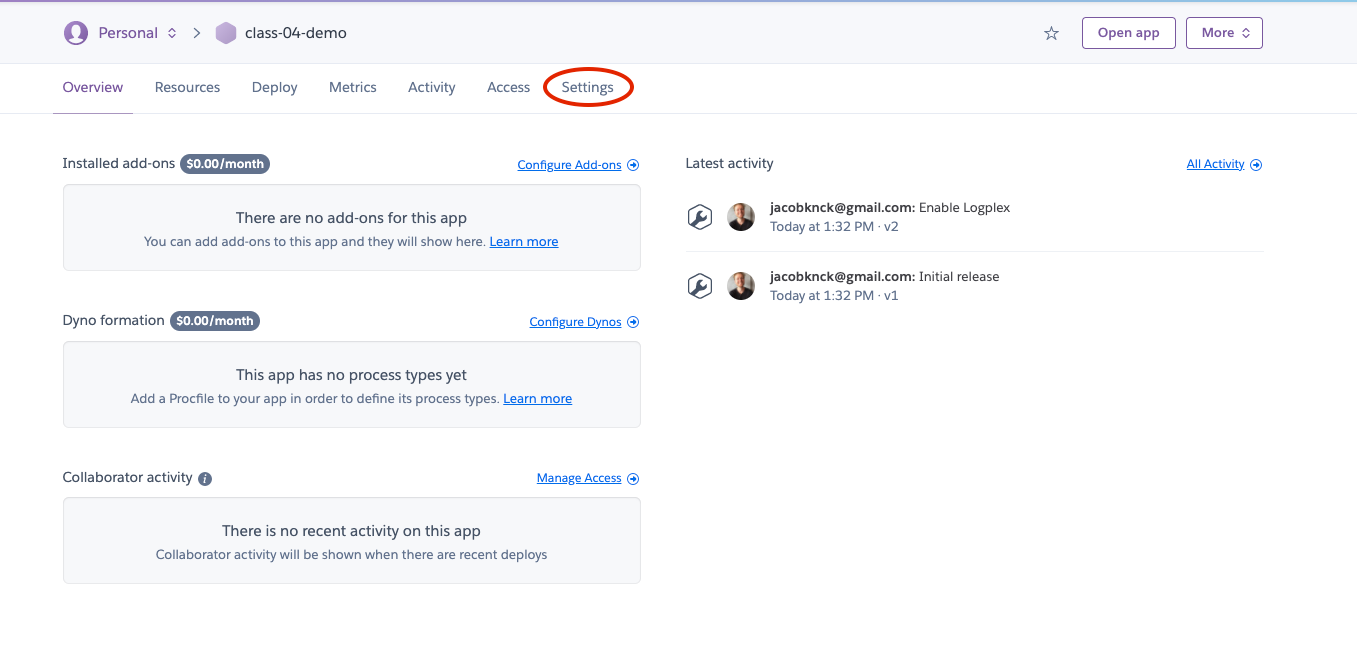 Personal
class-04-demo
Open app
More
Overview
Resources
Deploy
Metrics
Activity
Access
Settings
Installed add-ons $0.00/month
Configure Add-ons
There are no add-ons for this app
You can add add-ons to this app and they will show here. Learn more
Dyno formation $0.00/month
Configure Dynos
This app has no process types yet
Add a Procfile to your app in order to define its process types. Learn more
Collaborator activity i
Manage Access
There is no recent activity on this app
Collaborator activity will be shown when there are recent deploys
Latest activity
All Activity
jacobknck@gmail.com: Enable Logplex
Today at 1:32 PM · v2
jacobknck@gmail.com: Initial release
Today at 1:32 PM · v1